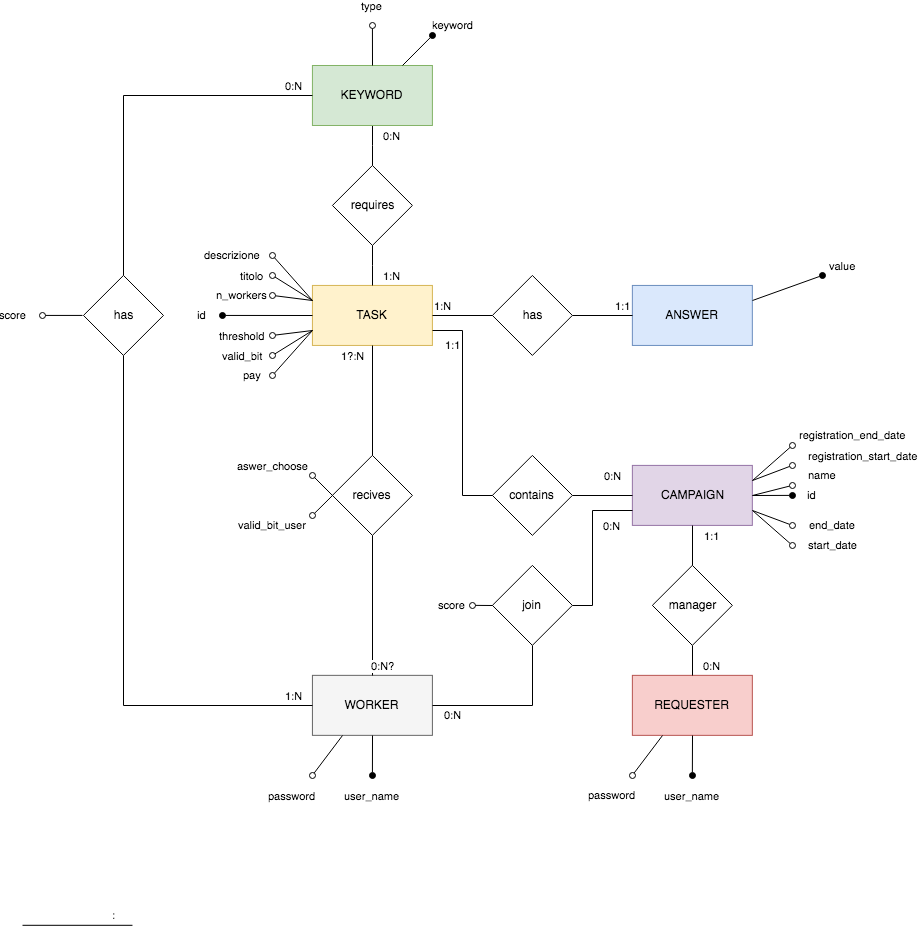 type
keyword
0:N
KEYWORD
0:N
requires
descrizione
titolo
1:N
n_workers
value
score
has
id
TASK
1:N
has
1:1
ANSWER
threshold
valid_bit
1?:N
1:1
pay
registration_end_date
registration_start_date
aswer_choose
0:N
name
recives
contains
CAMPAIGN
id
valid_bit_user
0:N
end_date
1:1
start_date
score
join
manager
0:N?
0:N
1:N
WORKER
0:N
REQUESTER
password
user_name
password
user_name
: